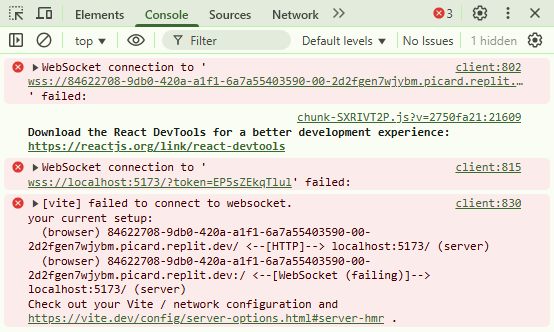 Elements Console Sources Network » 3
top Filter Default levels No Issues 1 hidden
WebSocket connection to ' client:802
wss://84622708-9db0-420a-a1f1-6a7a55403590-00-2d2fgen7wjybm.picard.replit.…
' failed:
chunk-SXRIVT2P.js?v=2750fa21:21609
Download the React DevTools for a better development experience:
https://reactjs.org/link/react-devtools
WebSocket connection to ' client:815
wss://localhost:5173/?token=EP5sZEkqTlul' failed:
[vite] failed to connect to websocket. client:830
your current setup:
(browser) 84622708-9db0-420a-a1f1-6a7a55403590-00-
2d2fgen7wjybm.picard.replit.dev/ <--[HTTP]--> localhost:5173/ (server)
(browser) 84622708-9db0-420a-a1f1-6a7a55403590-00-
2d2fgen7wjybm.picard.replit.dev:/ <--[WebSocket (failing)]-->
localhost:5173/ (server)
Check out your Vite / network configuration and
https://vite.dev/config/server-options.html#server-hmr .